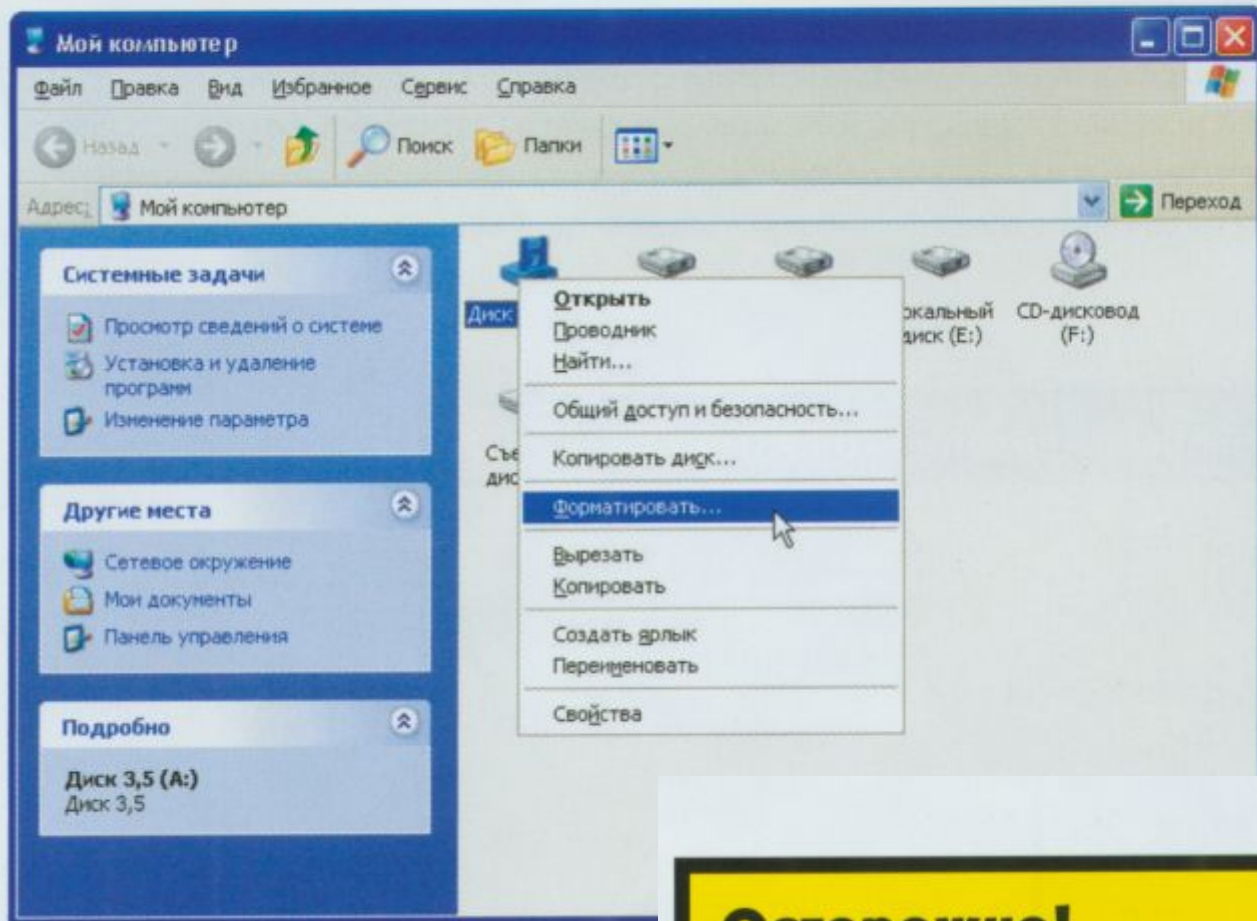 Мой компьютер
Файл Правка Вид Избранное Сервис Справка
Назад Поиск Папки
Адрес: Мой компьютер Переход
Системные задачи
Просмотр сведений о системе
Установка и удаление
программ
Изменение параметра
Другие места
Сетевое окружение
Мои документы
Панель управления
Подробно
Диск 3,5 (A:)
Диск 3,5
Диск
диск (E:)
CD-дисковод
(F:)
Открыть
Проводник
Найти...
Общий доступ и безопасность...
Копировать диск...
Форматировать...
Вырезать
Копировать
Создать ярлык
Переименовать
Свойства